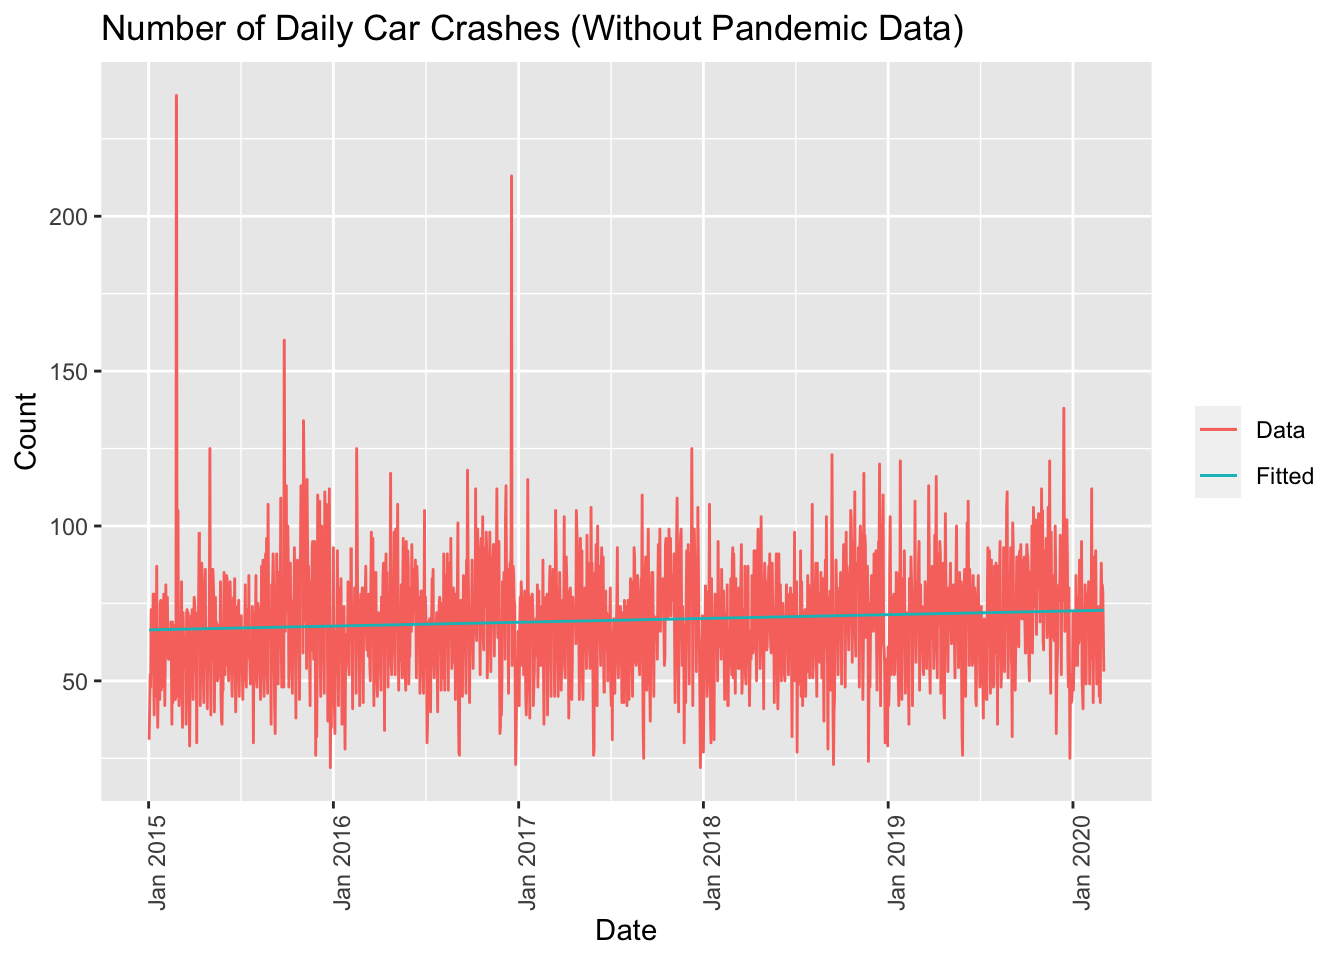 Number of Daily Car Crashes (Without Pandemic Data)
Count
200
150
100
50
Jan 2015
Jan 2016
Jan 2017
Jan 2018
Jan 2019
Jan 2020
Date
Data
Fitted